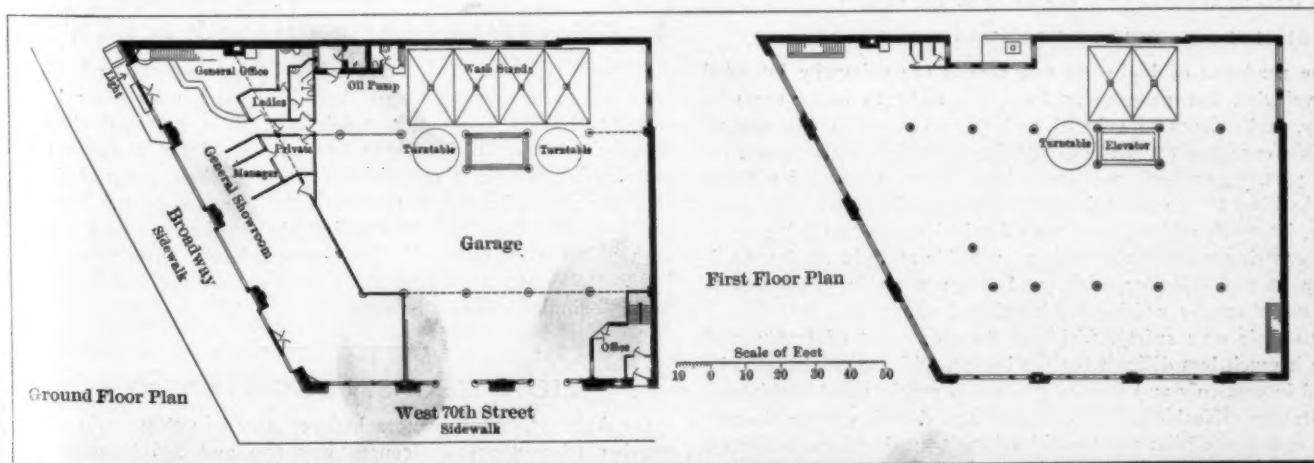 Light
General Office
Ladies
Oil Pump
Wash Stands
Private
Turntable
Turntable
Manager
General Showroom
Broadway
Sidewalk
Garage
Office
Ground Floor Plan
West 70th Street
Sidewalk
Turntable
Elevator
First Floor Plan
Scale of Feet
10 0 10 20 30 40 50